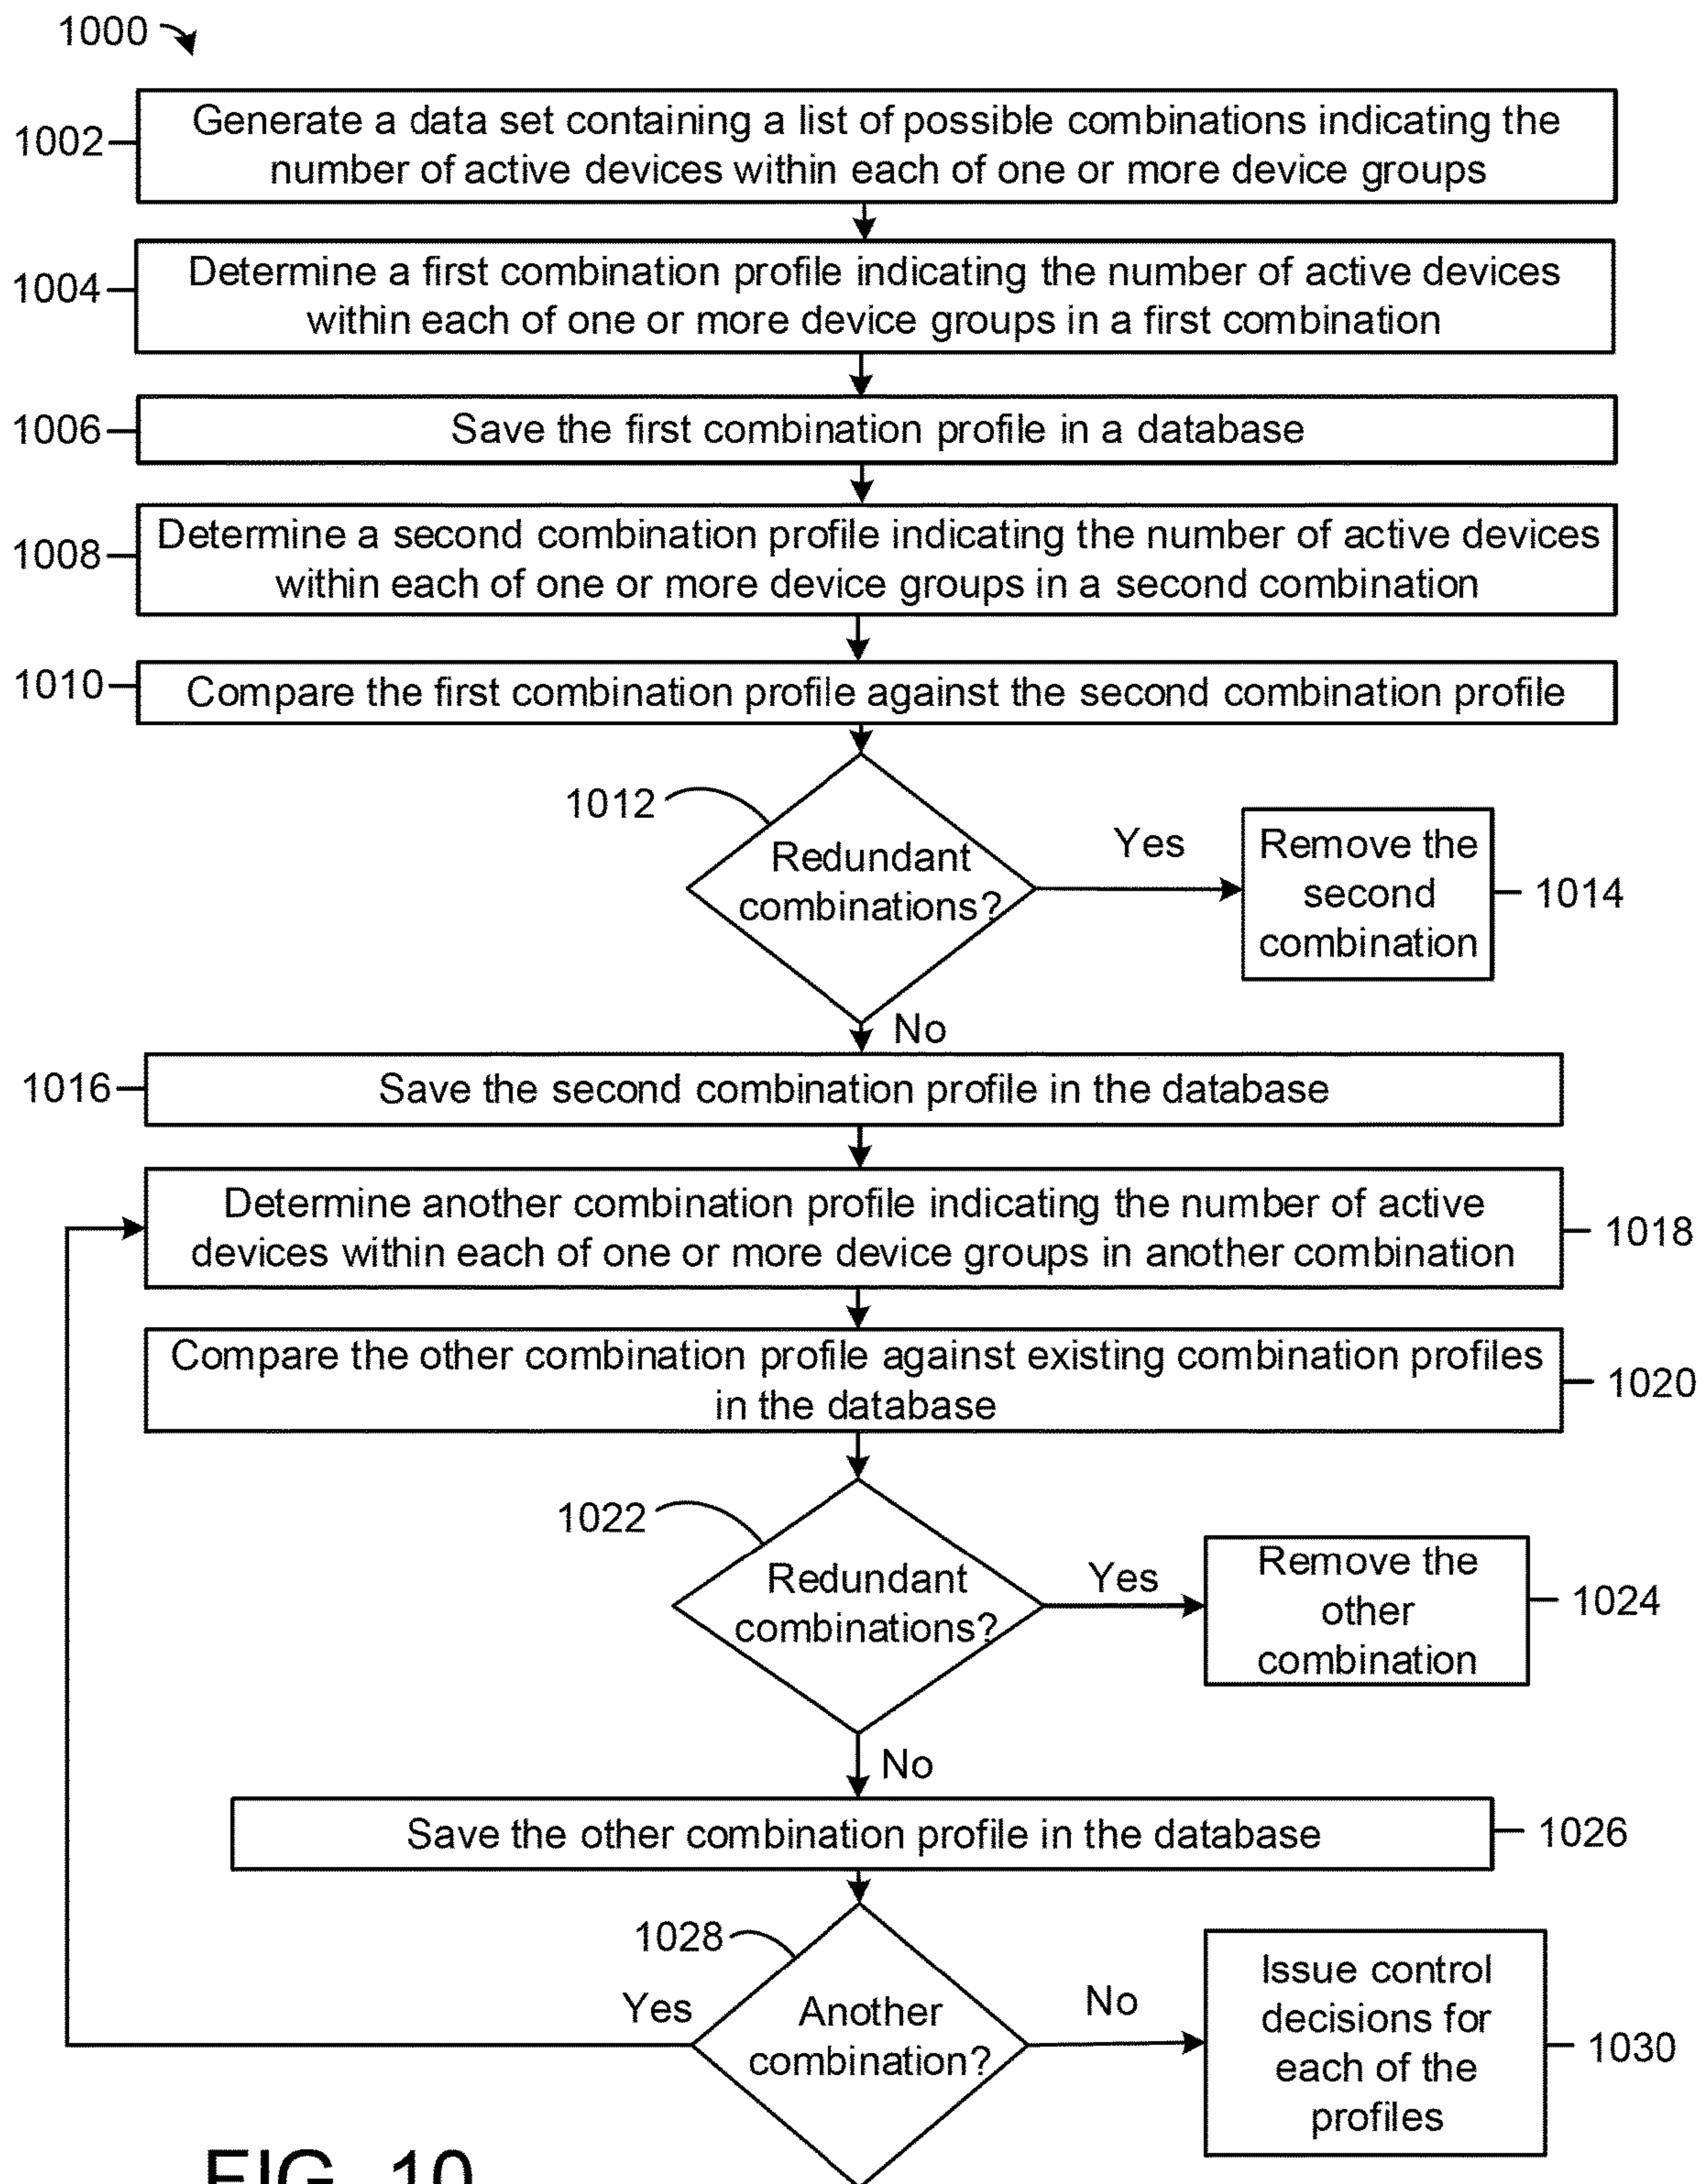 1000
1002
Generate a data set containing a list of possible combinations indicating the
number of active devices within each of one or more device groups
1004
Determine a first combination profile indicating the number of active devices
within each of one or more device groups in a first combination
1006
Save the first combination profile in a database
1008
Determine a second combination profile indicating the number of active devices
within each of one or more device groups in a second combination
1010
Compare the first combination profile against the second combination profile
1012
Redundant
combinations?
Yes
Remove the
second
combination
1014
No
1016
Save the second combination profile in the database
Determine another combination profile indicating the number of active
devices within each of one or more device groups in another combination
1018
Compare the other combination profile against existing combination profiles
in the database
1020
1022
Redundant
combinations?
Yes
Remove the
other
combination
1024
No
Save the other combination profile in the database
1026
1028
Yes
Another
combination?
No
Issue control
decisions for
each of the
profiles
1030
FIG. 10